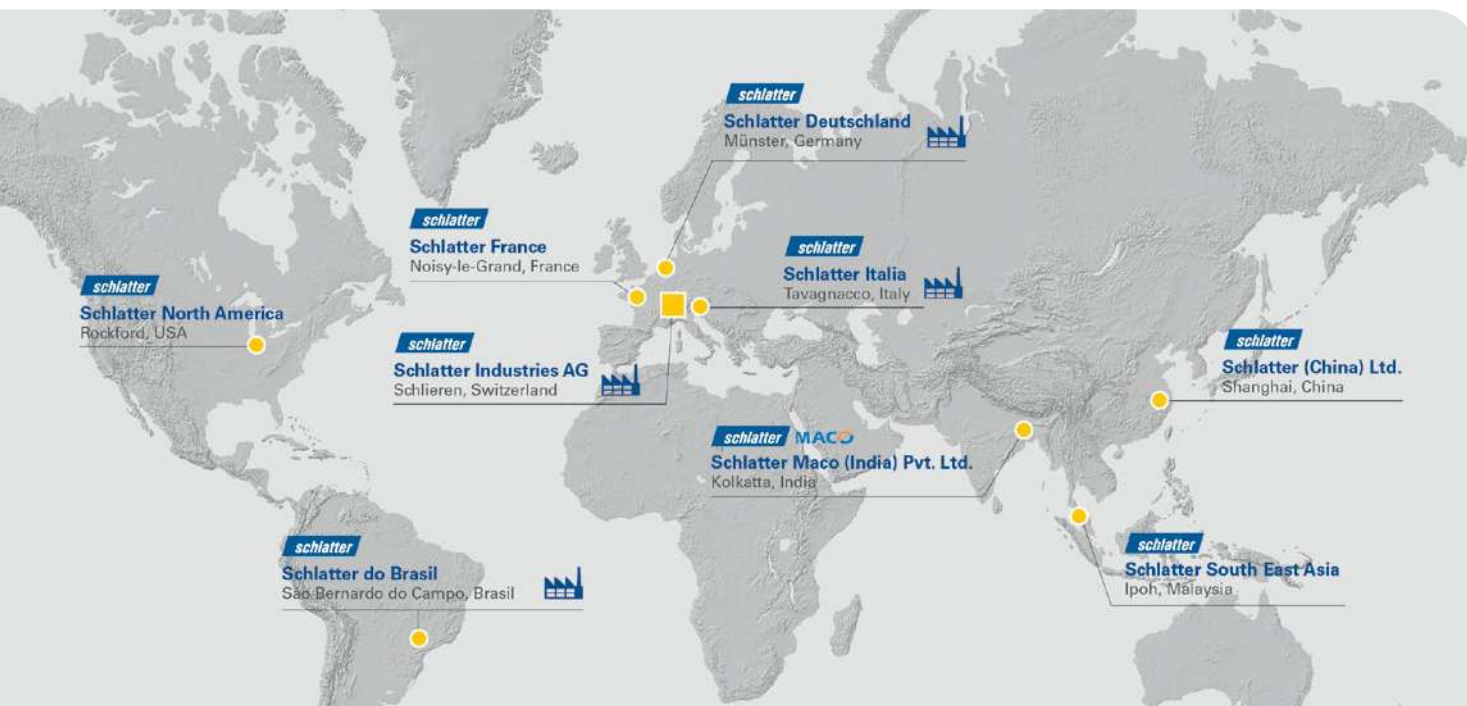 schlatter
Schlatter Deutschland
Münster, Germany
schlatter
Schlatter France
Noisy-le-Grand, France
schlatter
Schlatter Italia
Tavagnacco, Italy
schlatter
Schlatter North America
Rockford, USA
schlatter
Schlatter Industries AG
Schlieren, Switzerland
schlatter
Schlatter (China) Ltd.
Shanghai, China
schlatter MACO
Schlatter Maco (India) Pvt. Ltd.
Kolkatta, India
schlatter
Schlatter do Brasil
São Bernardo do Campo, Brasil
schlatter
Schlatter South East Asia
Ipoh, Malaysia